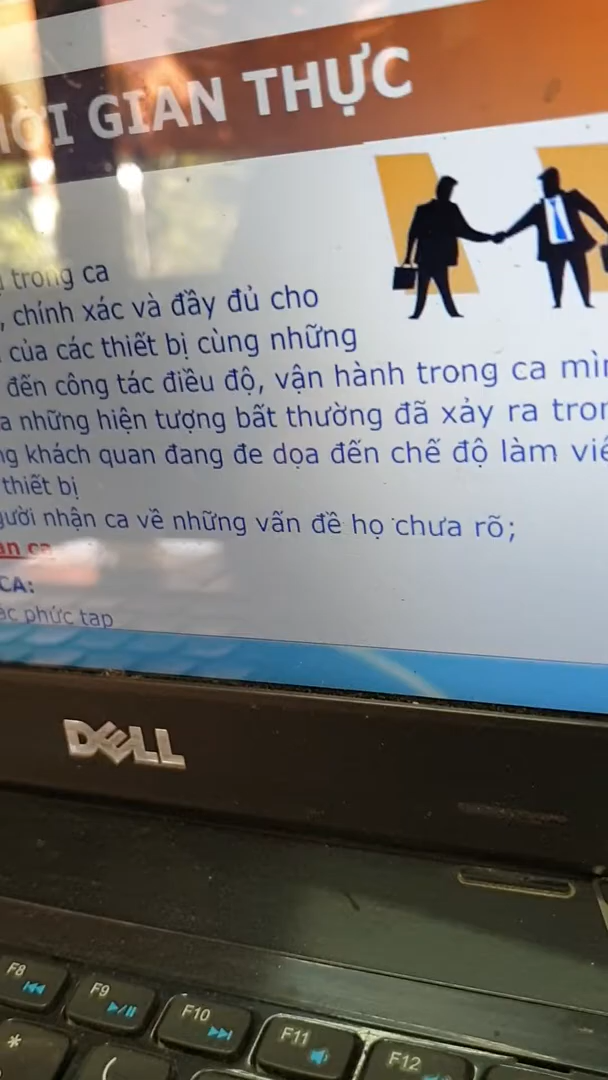 GIAN THỰC
trong ca
, chính xác và đầy đủ cho
của các thiết bị cùng những
đến công tác điều độ, vận hành trong ca
những hiện tượng bất thường đã xảy ra
khách quan đang đe dọa đến chế độ làm
thiết bị
nhận ca về những vấn đề họ chưa rõ;
CA:
phức tạp
DELL
F8
F9
F10
F11
F12
*
(